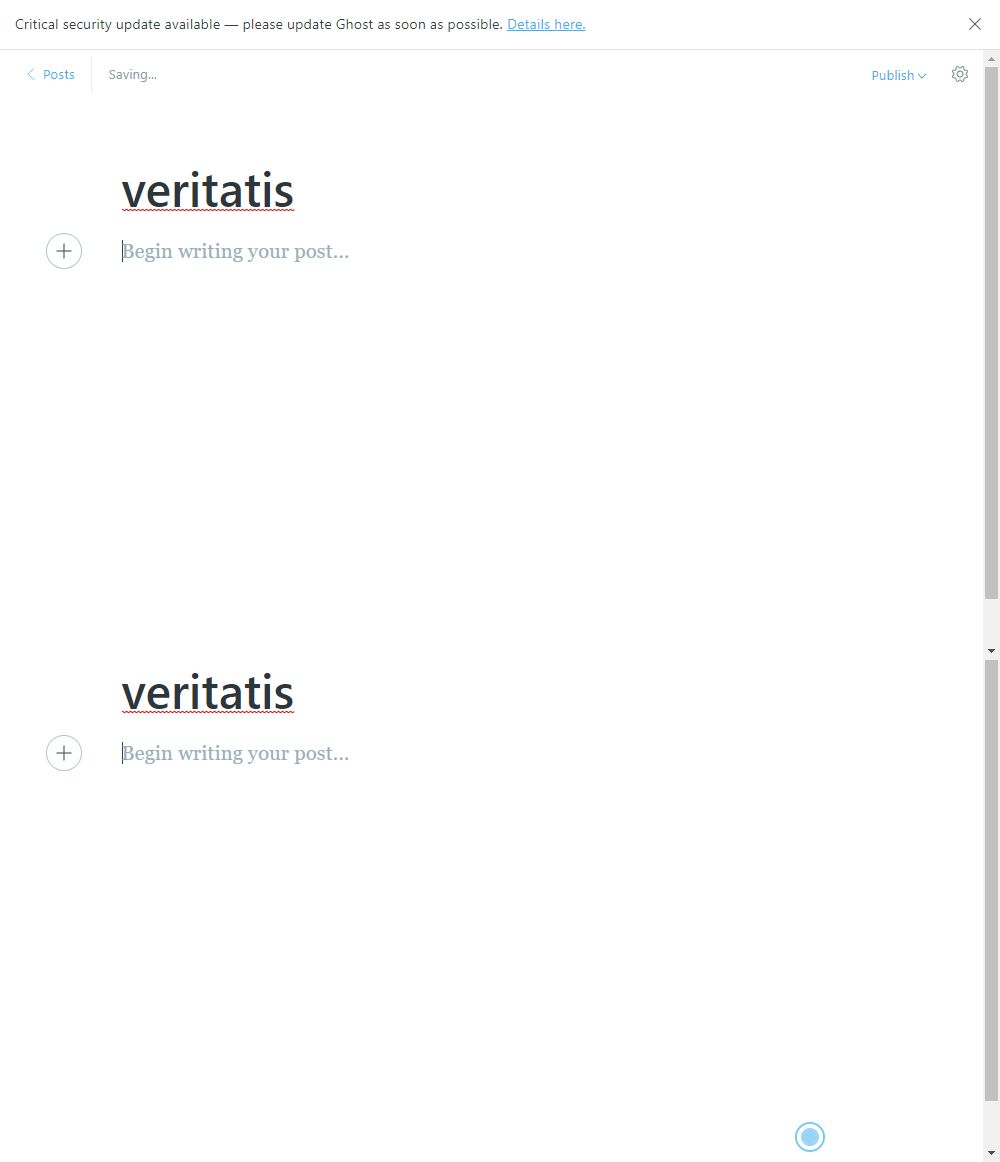 Critical security update available — please update Ghost as soon as possible. Details here.
Posts
Saving...
Publish
veritatis
Begin writing your post...
veritatis
Begin writing your post...